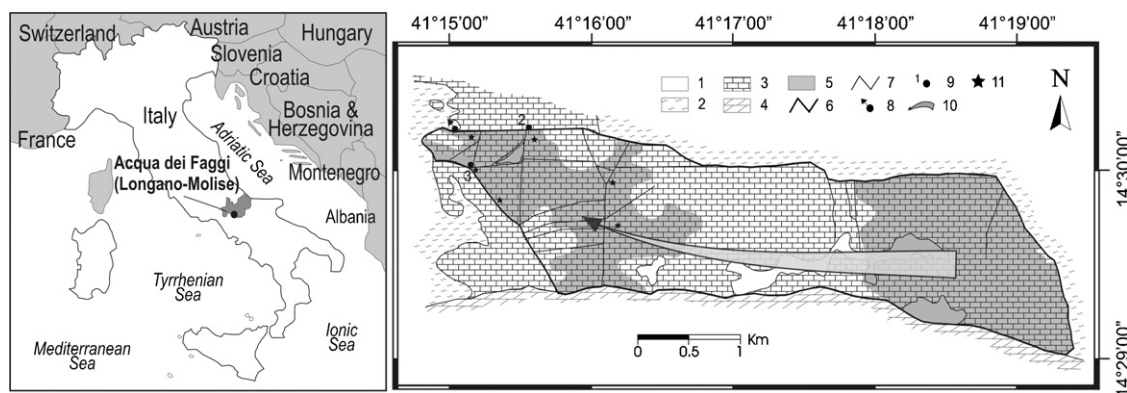 Switzerland
Austria
Hungary
Slovenia
Croatia
Bosnia &
Herzegovina
Italy
Adriatic Sea
France
Montenegro
Acqua dei Faggi
(Longano-Molise)
Albania
Tyrrhenian
Sea
Ionic
Sea
Mediterranean
Sea
41°15'00" 41°16'00" 41°17'00" 41°18'00" 41°19'00"
1 3 5 7 1 9 11 N
2 4 6 8 10
2
3
14°30'00"
0 0.5 1 Km
14°29'00"